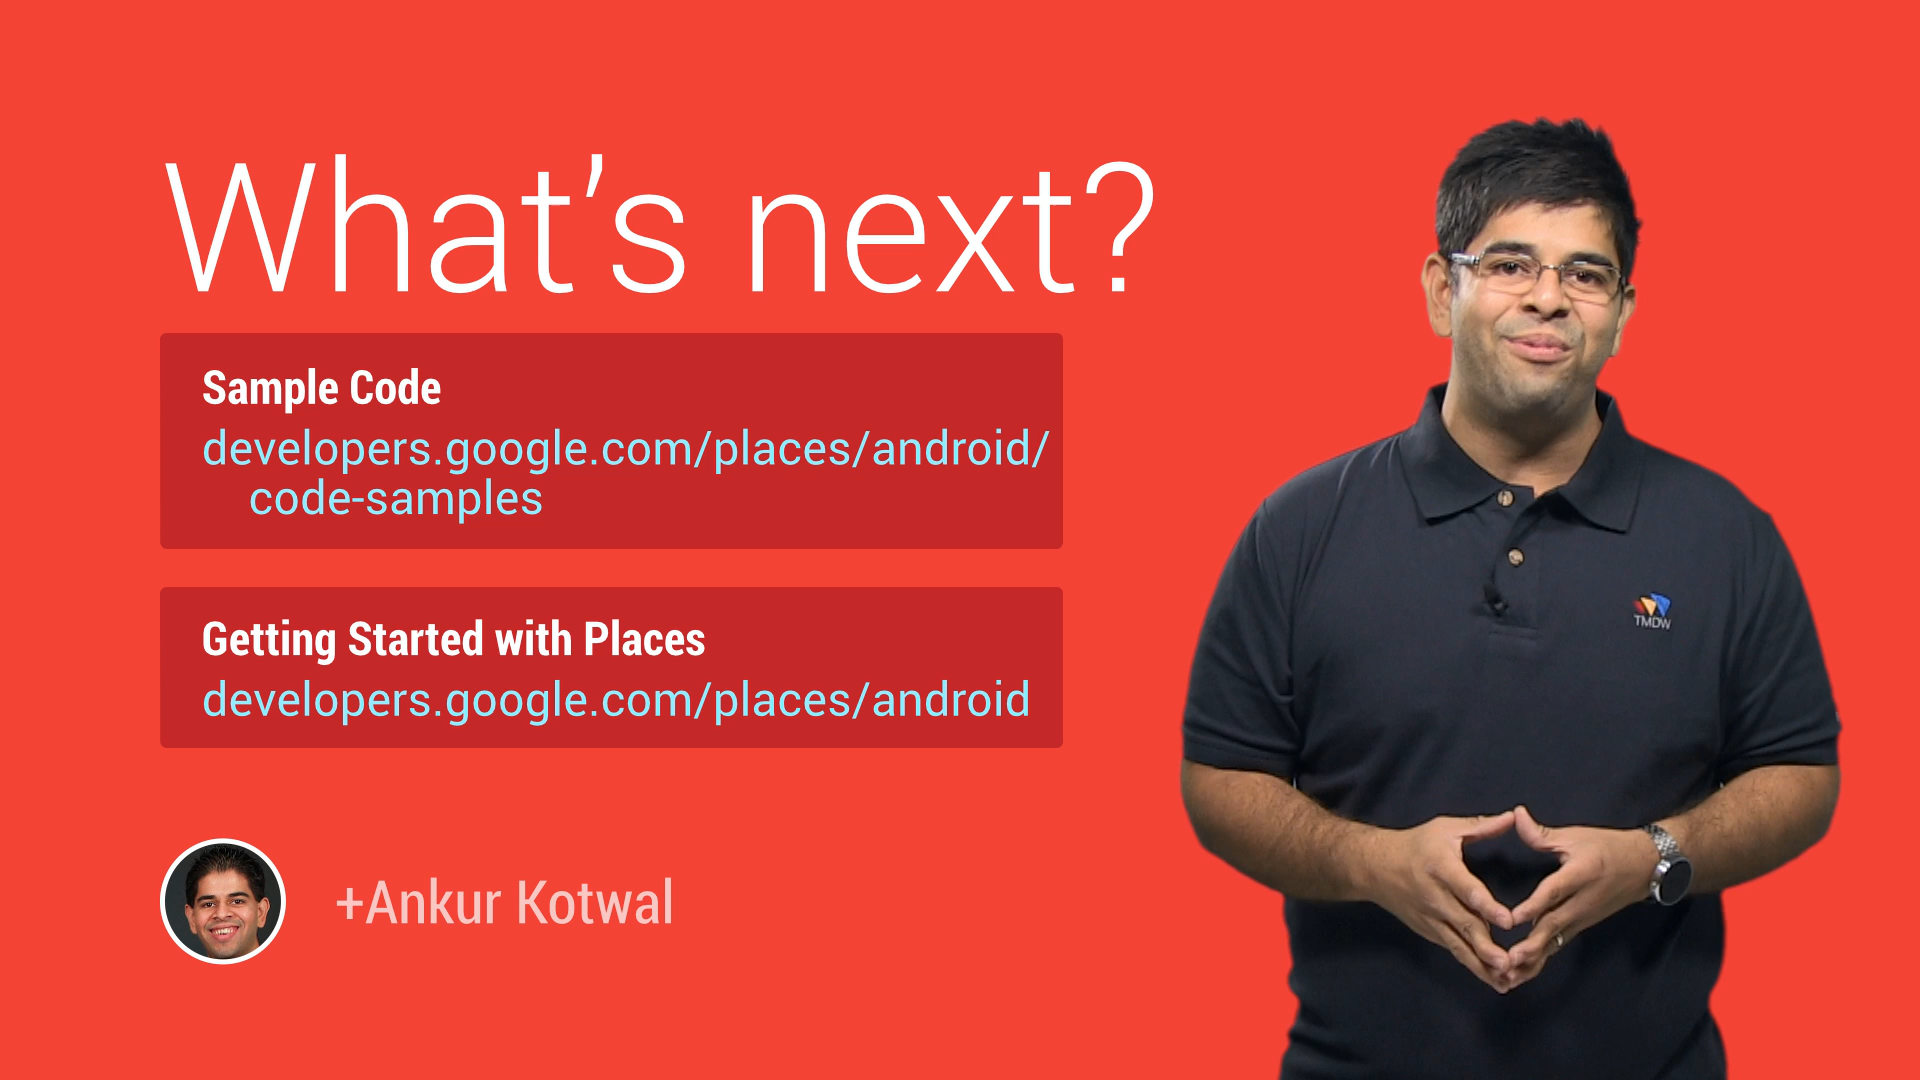 What’s next?
Sample Code
developers.google.com/places/android/
code-samples
Getting Started with Places
developers.google.com/places/android
+Ankur Kotwal
TMDW